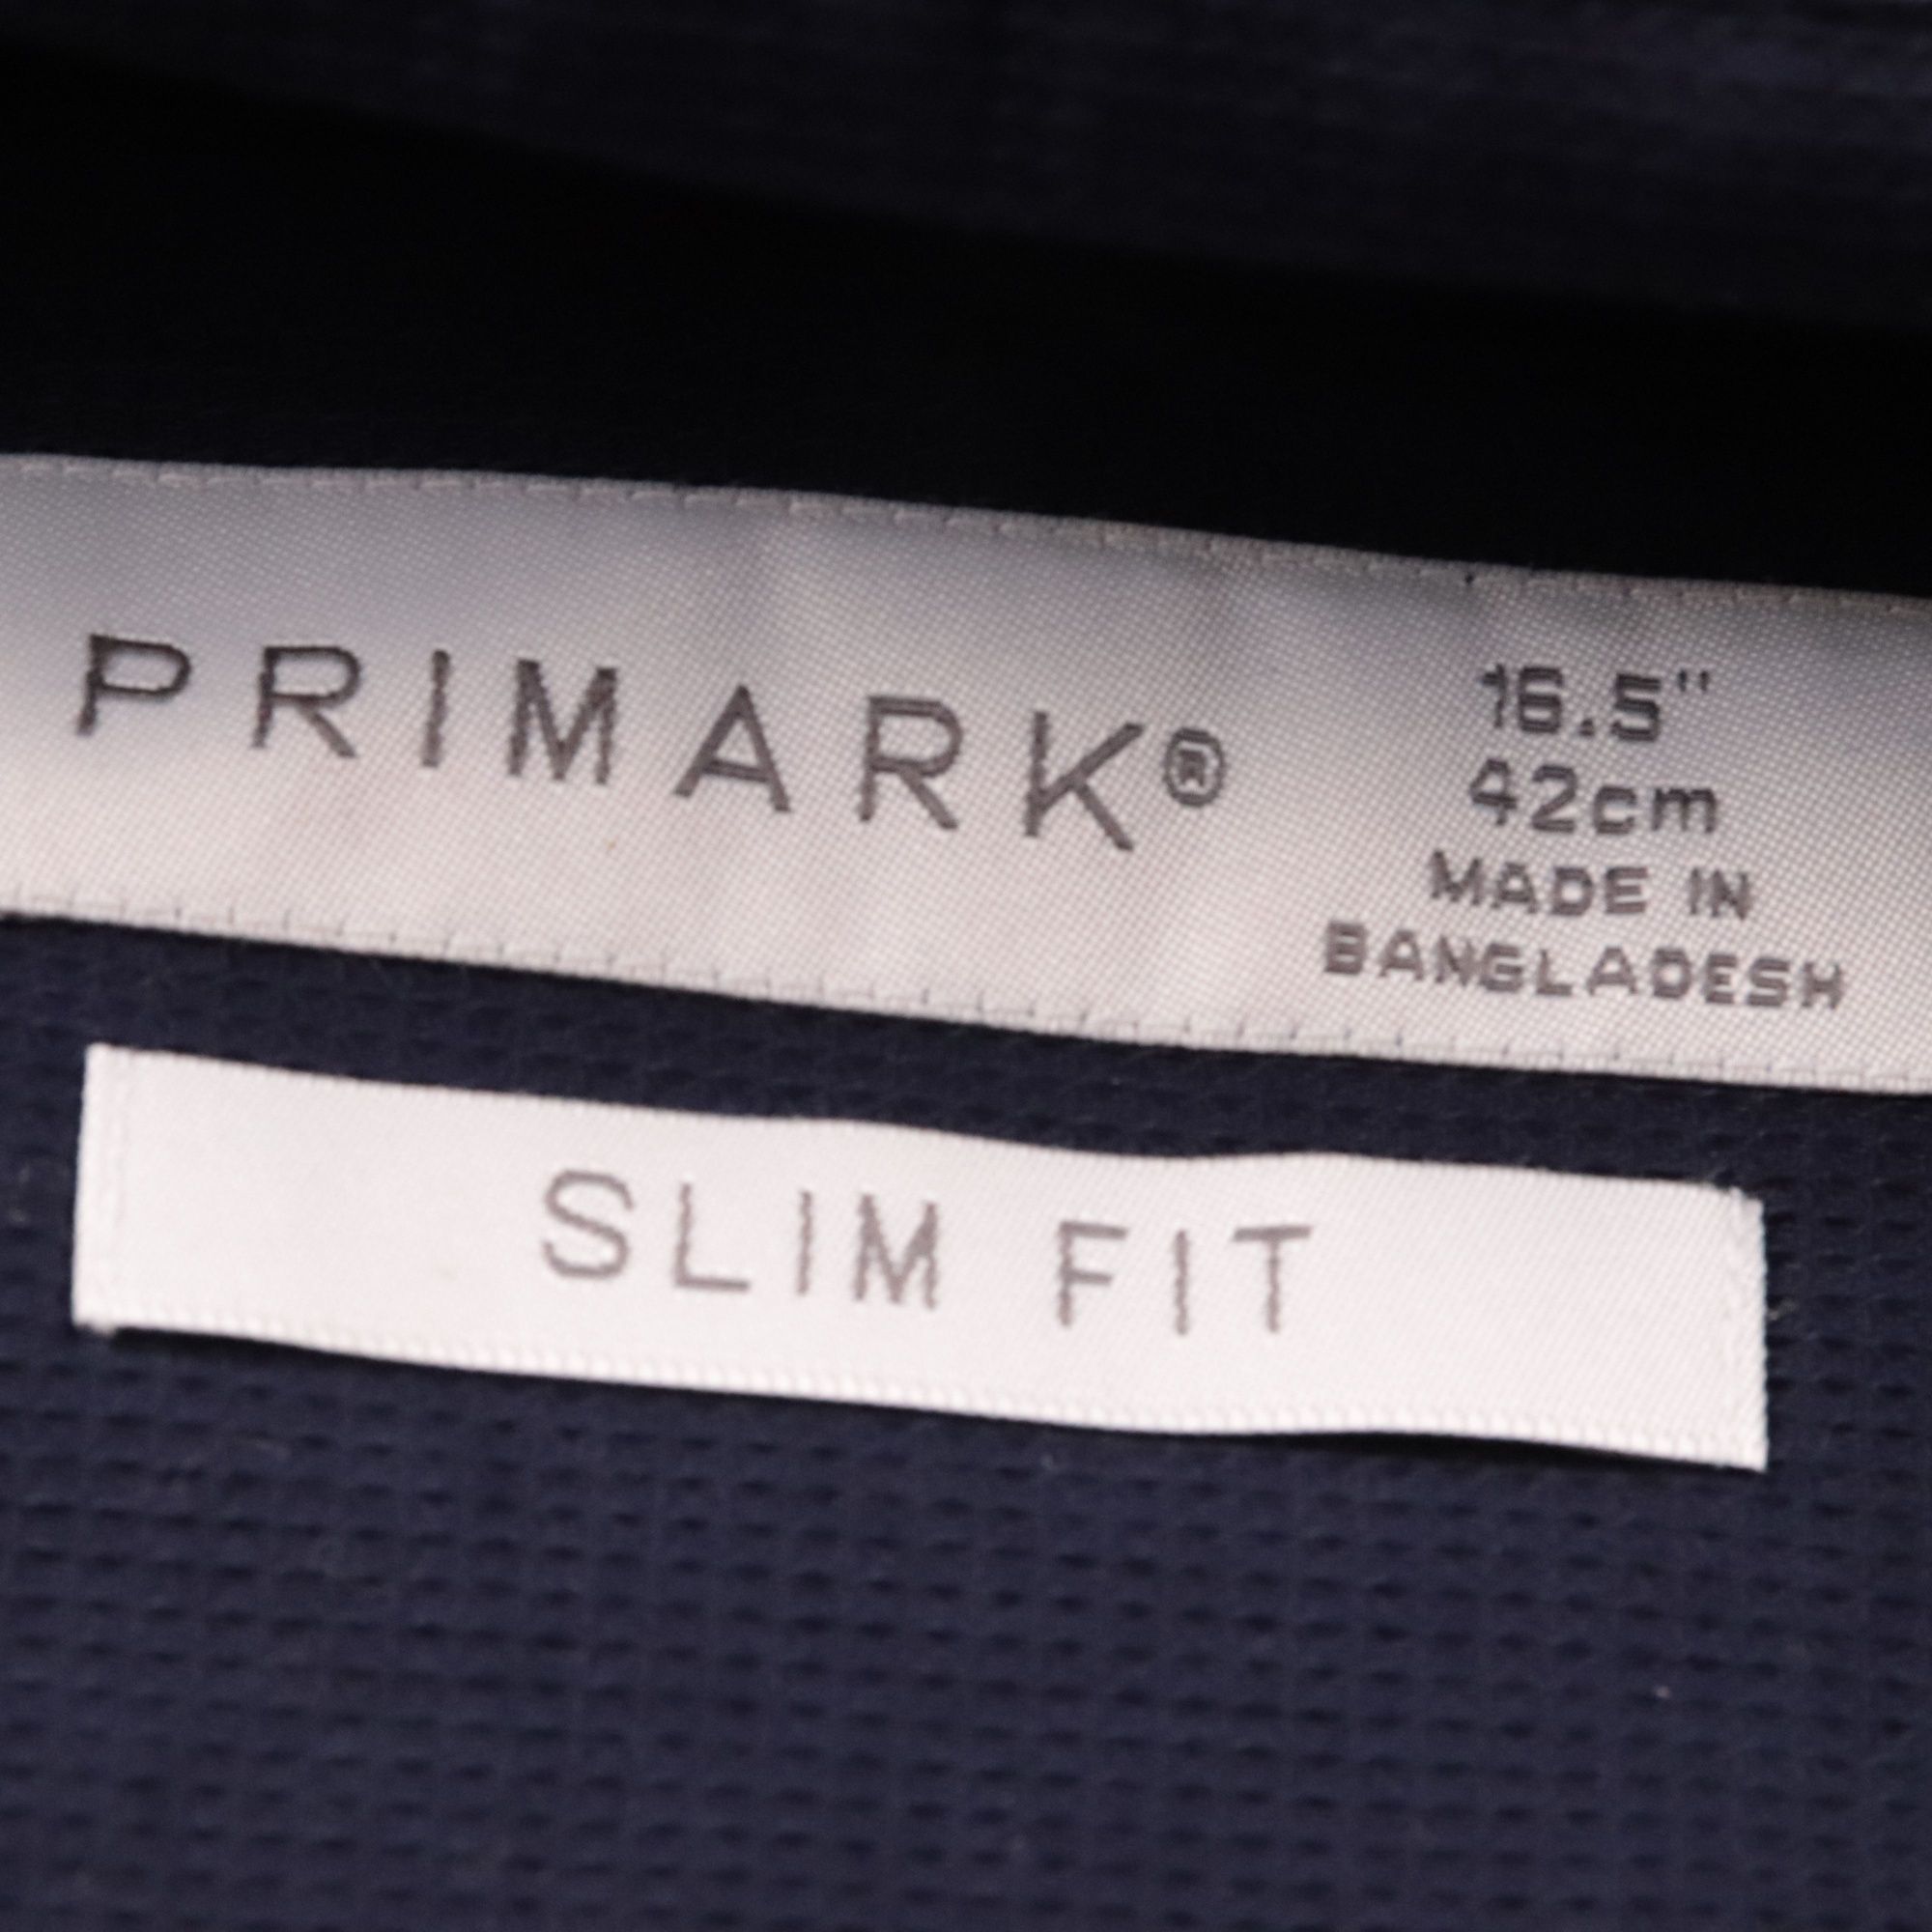 PRIMARK®
16.5"
42cm
MADE IN
BANGLADESH
SLIM FIT